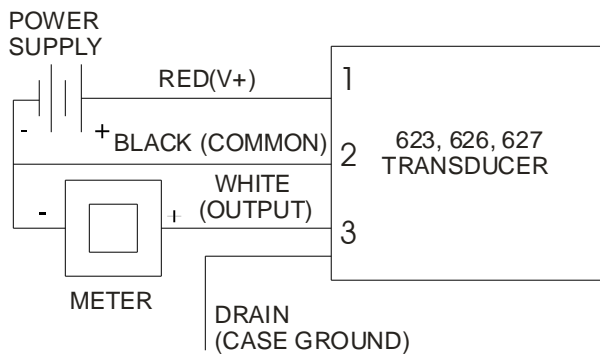 POWER
SUPPLY
RED(V+)
1
- +
BLACK (COMMON)
2
623, 626, 627
TRANSDUCER
WHITE
(OUTPUT)
- +
3
METER
DRAIN
(CASE GROUND)